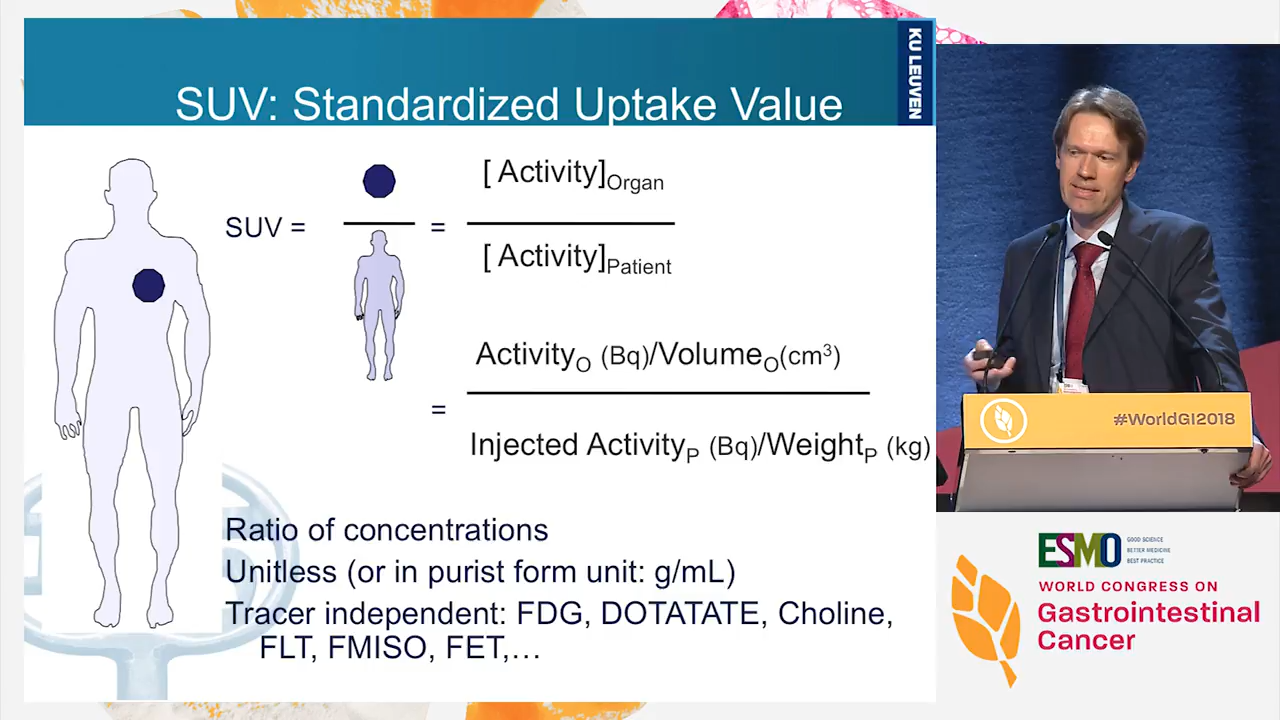 SUV: Standardized Uptake Value
KU LEUVEN
SUV =
=
[ Activity]Organ
[ Activity]Patient
=
ActivityO (Bq)/VolumeO(cm³)
Injected ActivityP (Bq)/WeightP (kg)
Ratio of concentrations
Unitless (or in purist form unit: g/mL)
Tracer independent: FDG, DOTATATE, Choline,
FLT, FMISO, FET,…
#WorldGI2018
ESMO
GOOD SCIENCE
BETTER MEDICINE
BEST PRACTICE
WORLD CONGRESS ON
Gastrointestinal
Cancer